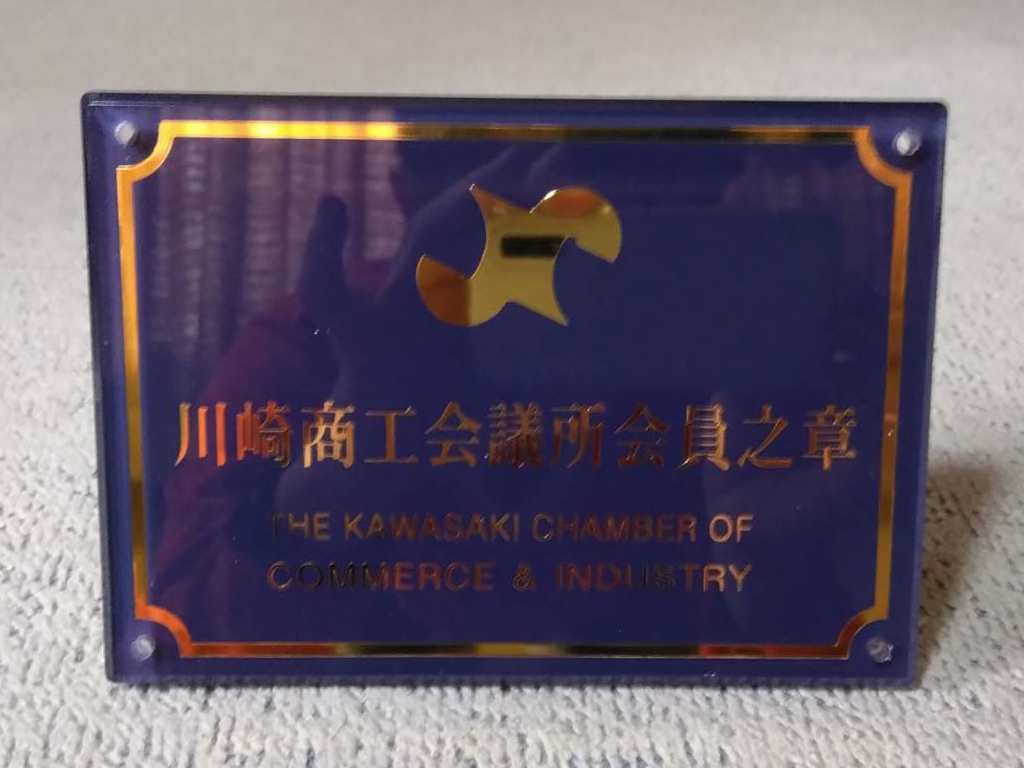 川崎商工会議所会員之章
THE KAWASAKI CHAMBER OF
COMMERCE & INDUSTRY